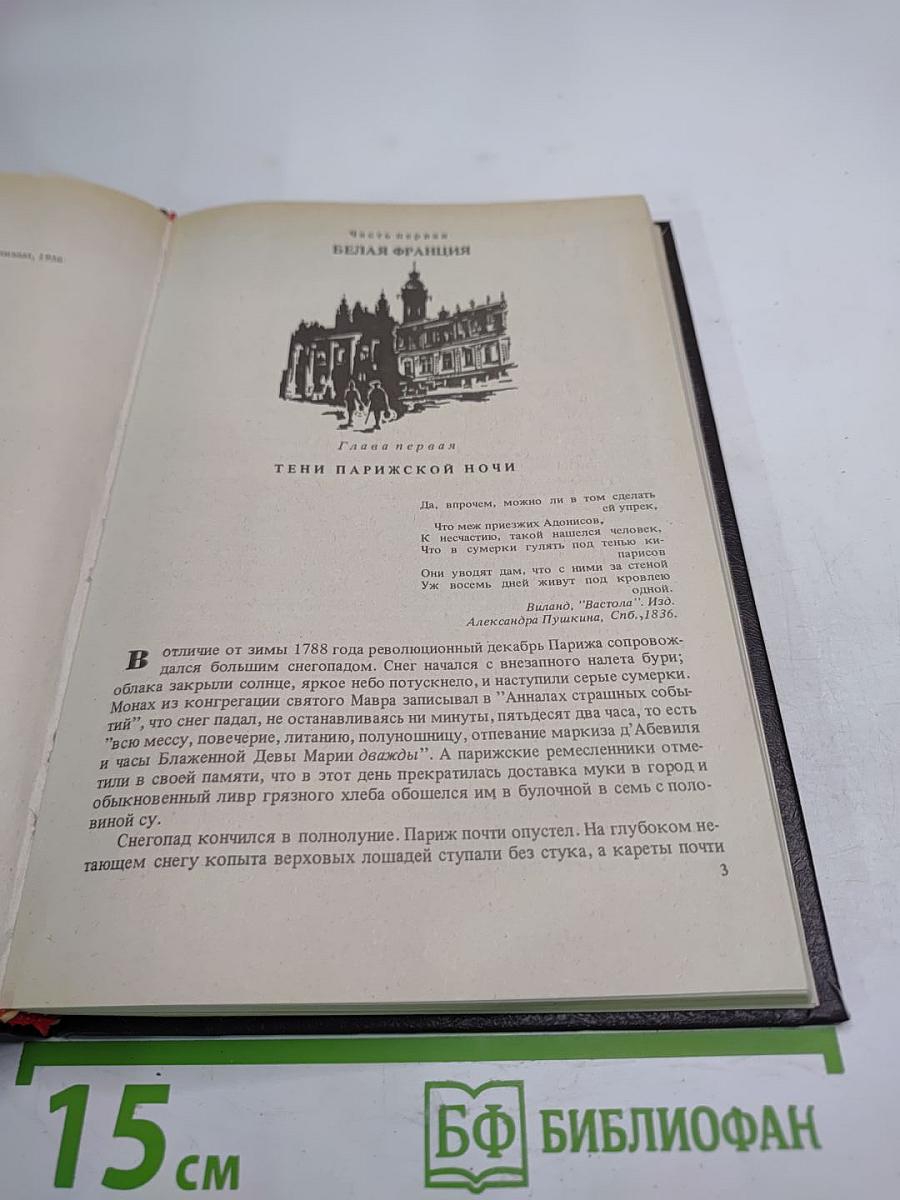 Часть первая
БЕЛАЯ ФРАНЦИЯ
Глава первая
ТЕНИ ПАРИЖСКОЙ НОЧИ
Да, впрочем, можно ли в том сделать
ей упрек,
Что меж приезжих Адонисов,
К несчастию, такой нашелся человек,
Что в сумерки гулять под тенью ки-
парисов
Они уводят дам, что с ними за стеной
Уж восемь дней живут под кровлею
одной.
Виланд, "Вастола". Изд.
Александра Пушкина, Спб.,1836.
В отличие от зимы 1788 года революционный декабрь Парижа сопровож-
дался большим снегопадом. Снег начался с внезапного налета бури;
облака закрыли солнце, яркое небо потускнело, и наступили серые сумерки.
Монах из конгрегации святого Мавра записывал в "Анналах страшных собы-
тий", что снег падал, не останавливаясь ни минуты, пятьдесят два часа, то есть
"всю мессу, повечерие, литанию, полуношницу, отпевание маркиза д'Абевиля
и часы Блаженной Девы Марии дважды". А парижские ремесленники отме-
тили в своей памяти, что в этот день прекратилась доставка муки в город и
обыкновенный ливр грязного хлеба обошелся им в булочной в семь с поло-
виной су.
Снегопад кончился в полнолуние. Париж почти опустел. На глубоком не-
тающем снегу копыта верховых лошадей ступали без стука, а кареты почти
3
15 см
БФ БИБЛИОФАН